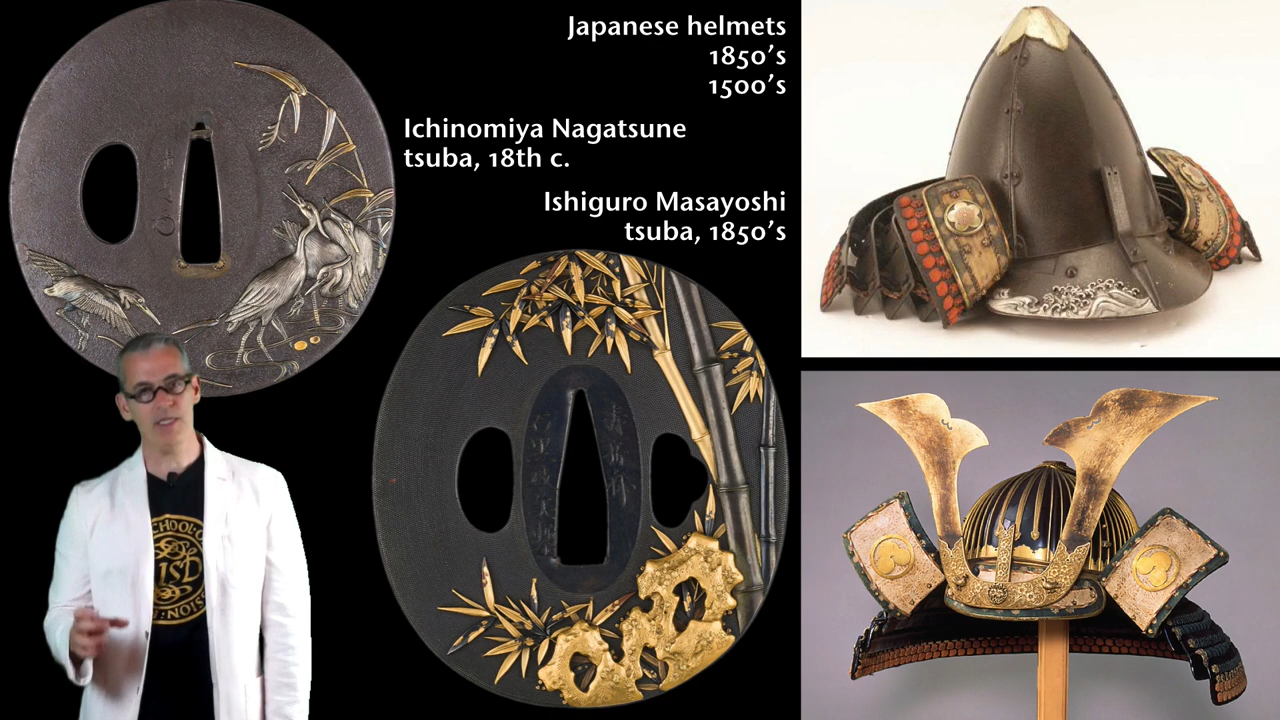 Japanese helmets
1850's
1500's
Ichinomiya Nagatsune
tsuba, 18th c.
Ishiguro Masayoshi
tsuba, 1850's